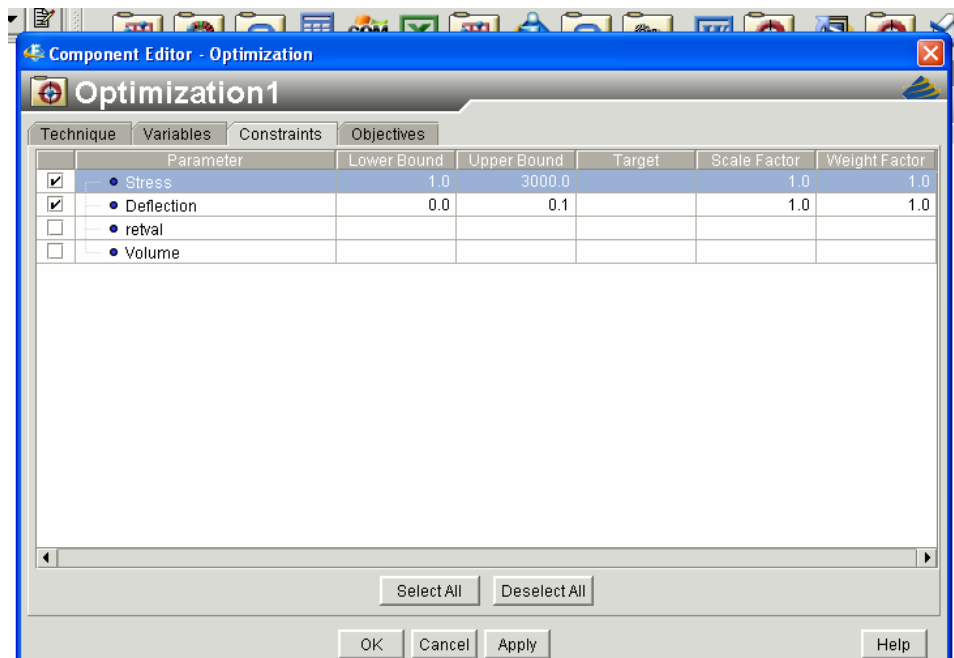 Component Editor - Optimization
Optimization1
Technique Variables Constraints Objectives
Parameter Lower Bound Upper Bound Target Scale Factor Weight Factor
Stress 1.0 3000.0 1.0 1.0
Deflection 0.0 0.1 1.0 1.0
retval
Volume
Select All Deselect All
OK Cancel Apply Help